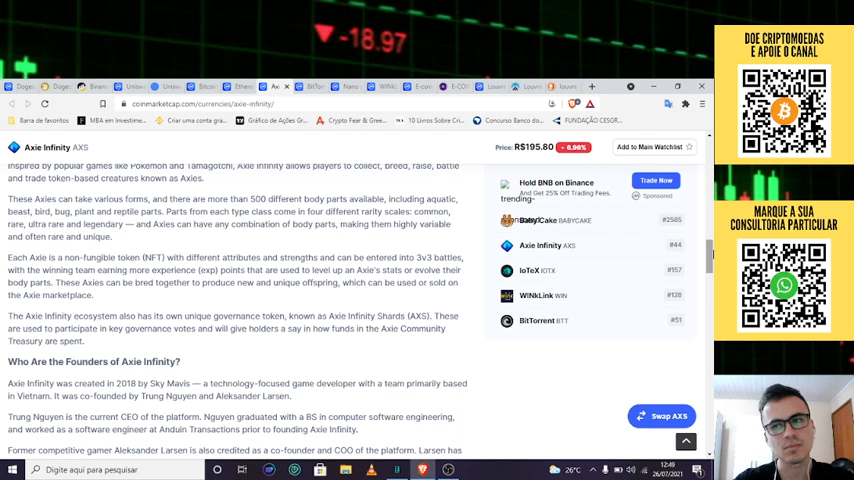 -18.97
DOE CRIPTOMOEDAS
E APOIE O CANAL
MARQUE A SUA
CONSULTORIA PARTICULAR
Doge
Doge
Binan
Unisw
Unisw
Bitcoi
Ethere
Ax
BitTor
Nano
WINk
E-coin
E-COI
Louvre
louvre
coinmarketcap.com/currencies/axie-infinity/
Barra de favoritos
MBA em Investime...
Criar uma conta gra...
Gráfico de Ações Gr...
Crypto Fear & Gree...
10 Livros Sobre Cri...
Concurso Banco do...
FUNDAÇÃO CESGR...
Axie Infinity AXS
Price: R$195.80
6.96%
Add to Main Watchlist
inspired by popular games like Pokémon and Tamagotchi, Axie Infinity allows players to collect, breed, raise, battle
and trade token-based creatures known as Axies.
These Axies can take various forms, and there are more than 500 different body parts available, including aquatic,
beast, bird, bug, plant and reptile parts. Parts from each type class come in four different rarity scales: common,
rare, ultra rare and legendary — and Axies can have any combination of body parts, making them highly variable
and often rare and unique.
Each Axie is a non-fungible token (NFT) with different attributes and strengths and can be entered into 3v3 battles,
with the winning team earning more experience (exp) points that are used to level up an Axie's stats or evolve their
body parts. These Axies can be bred together to produce new and unique offspring, which can be used or sold on
the Axie marketplace.
The Axie Infinity ecosystem also has its own unique governance token, known as Axie Infinity Shards (AXS). These
are used to participate in key governance votes and will give holders a say in how funds in the Axie Community
Treasury are spent.
Who Are the Founders of Axie Infinity?
Axie Infinity was created in 2018 by Sky Mavis — a technology-focused game developer with a team primarily based
in Vietnam. It was co-founded by Trung Nguyen and Aleksander Larsen.
Trung Nguyen is the current CEO of the platform. Nguyen graduated with a BS in computer software engineering,
and worked as a software engineer at Anduin Transactions prior to founding Axie Infinity.
Former competitive gamer Aleksander Larsen is also credited as a co-founder and COO of the platform. Larsen has
Hold BNB on Binance
And Get 25% Off Trading Fees.
Trade Now
Sponsored
trending-
Baby Cake BABYCAKE
#2585
Axie Infinity AXS
#44
IoTeX IOTX
#157
WINkLink WIN
#128
BitTorrent BTT
#51
Swap AXS
Digite aqui para pesquisar
26°C
12:49
26/07/2021